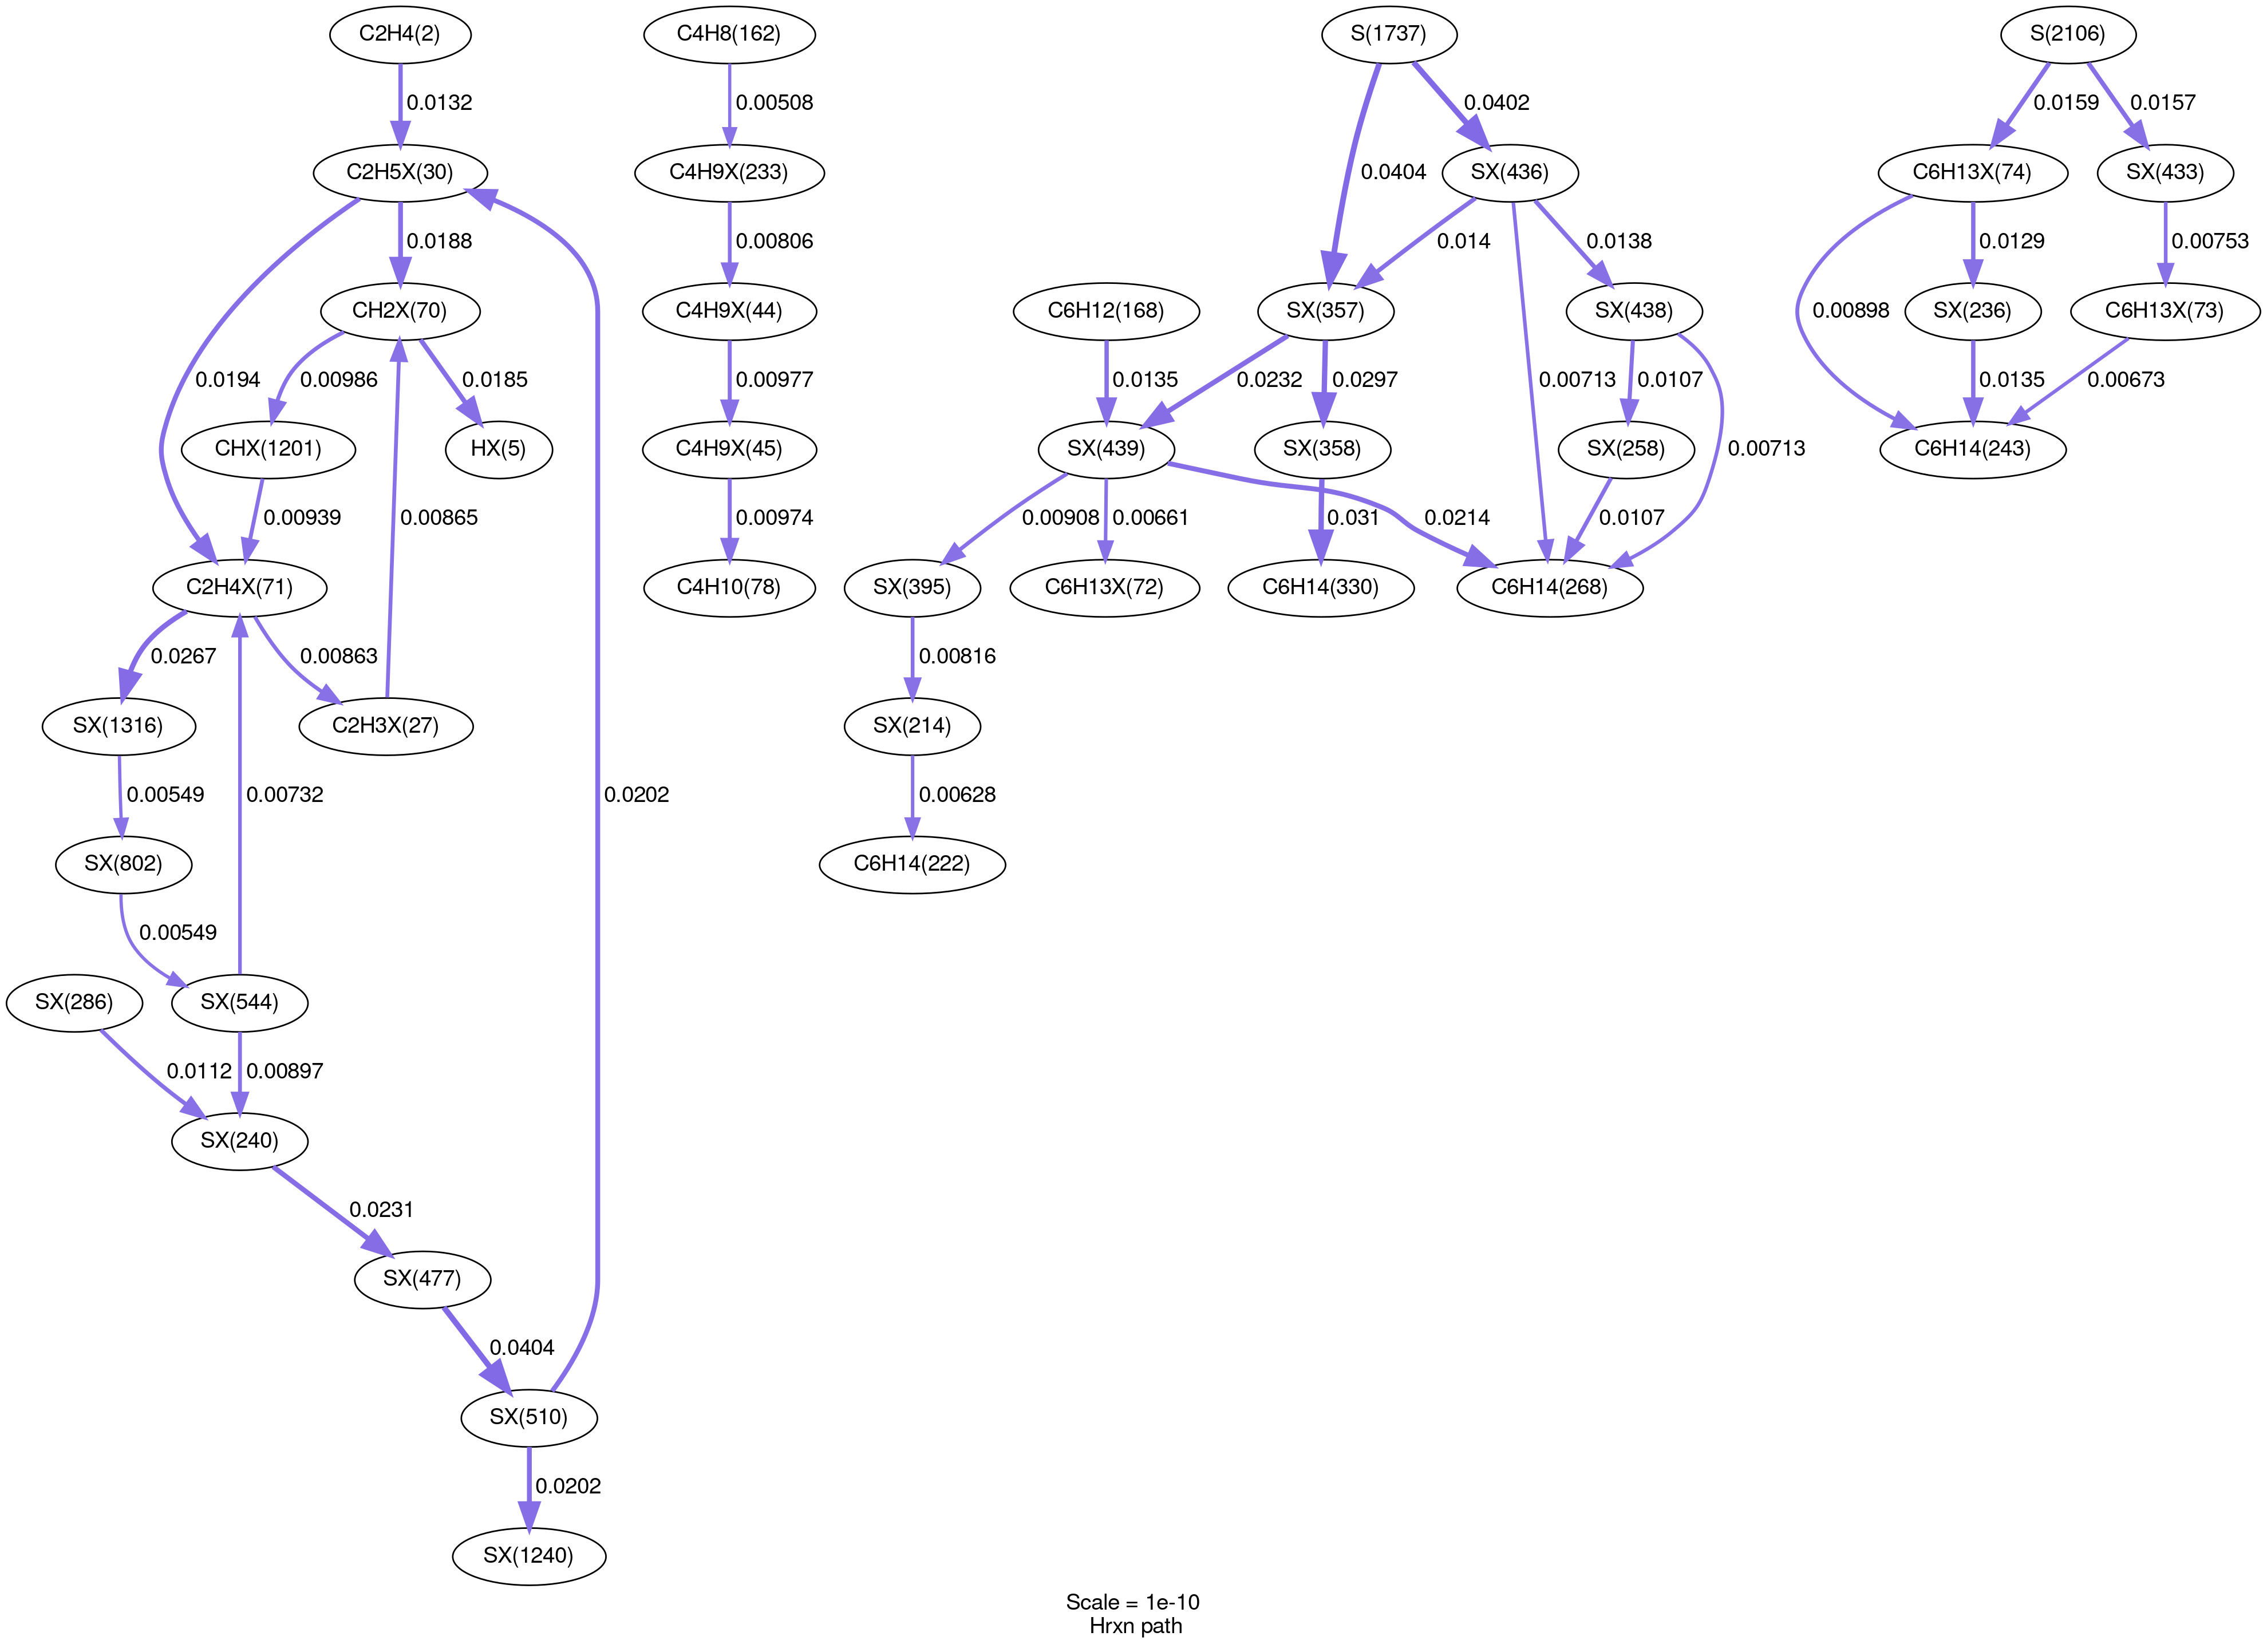 C2H4(2)
C4H8(162)
S(1737)
S(2106)
0.0132
0.00508
0.0402
0.0159
0.0157
C2H5X(30)
C4H9X(233)
SX(436)
C6H13X(74)
SX(433)
0.0404
0.0188
0.00806
0.014
0.0138
0.0129
0.00753
CH2X(70)
C4H9X(44)
C6H12(168)
SX(357)
SX(438)
0.00898
SX(236)
C6H13X(73)
0.0194
0.00986
0.0185
0.00977
0.0135
0.0232
0.0297
0.00713
0.0107
0.0135
0.00673
CHX(1201)
HX(5)
C4H9X(45)
SX(439)
SX(358)
SX(258)
0.00713
C6H14(243)
0.00939
0.00865
0.00974
0.00908
0.00661
0.031
0.0214
0.0107
C2H4X(71)
C4H10(78)
SX(395)
C6H13X(72)
C6H14(330)
C6H14(268)
0.0267
0.00863
0.00816
SX(1316)
C2H3X(27)
SX(214)
0.00549
0.00732
0.0202
0.00628
SX(802)
C6H14(222)
0.00549
SX(286)
SX(544)
0.0112
0.00897
SX(240)
0.0231
SX(477)
0.0404
SX(510)
0.0202
SX(1240)
Scale = 1e-10
Hrxn path